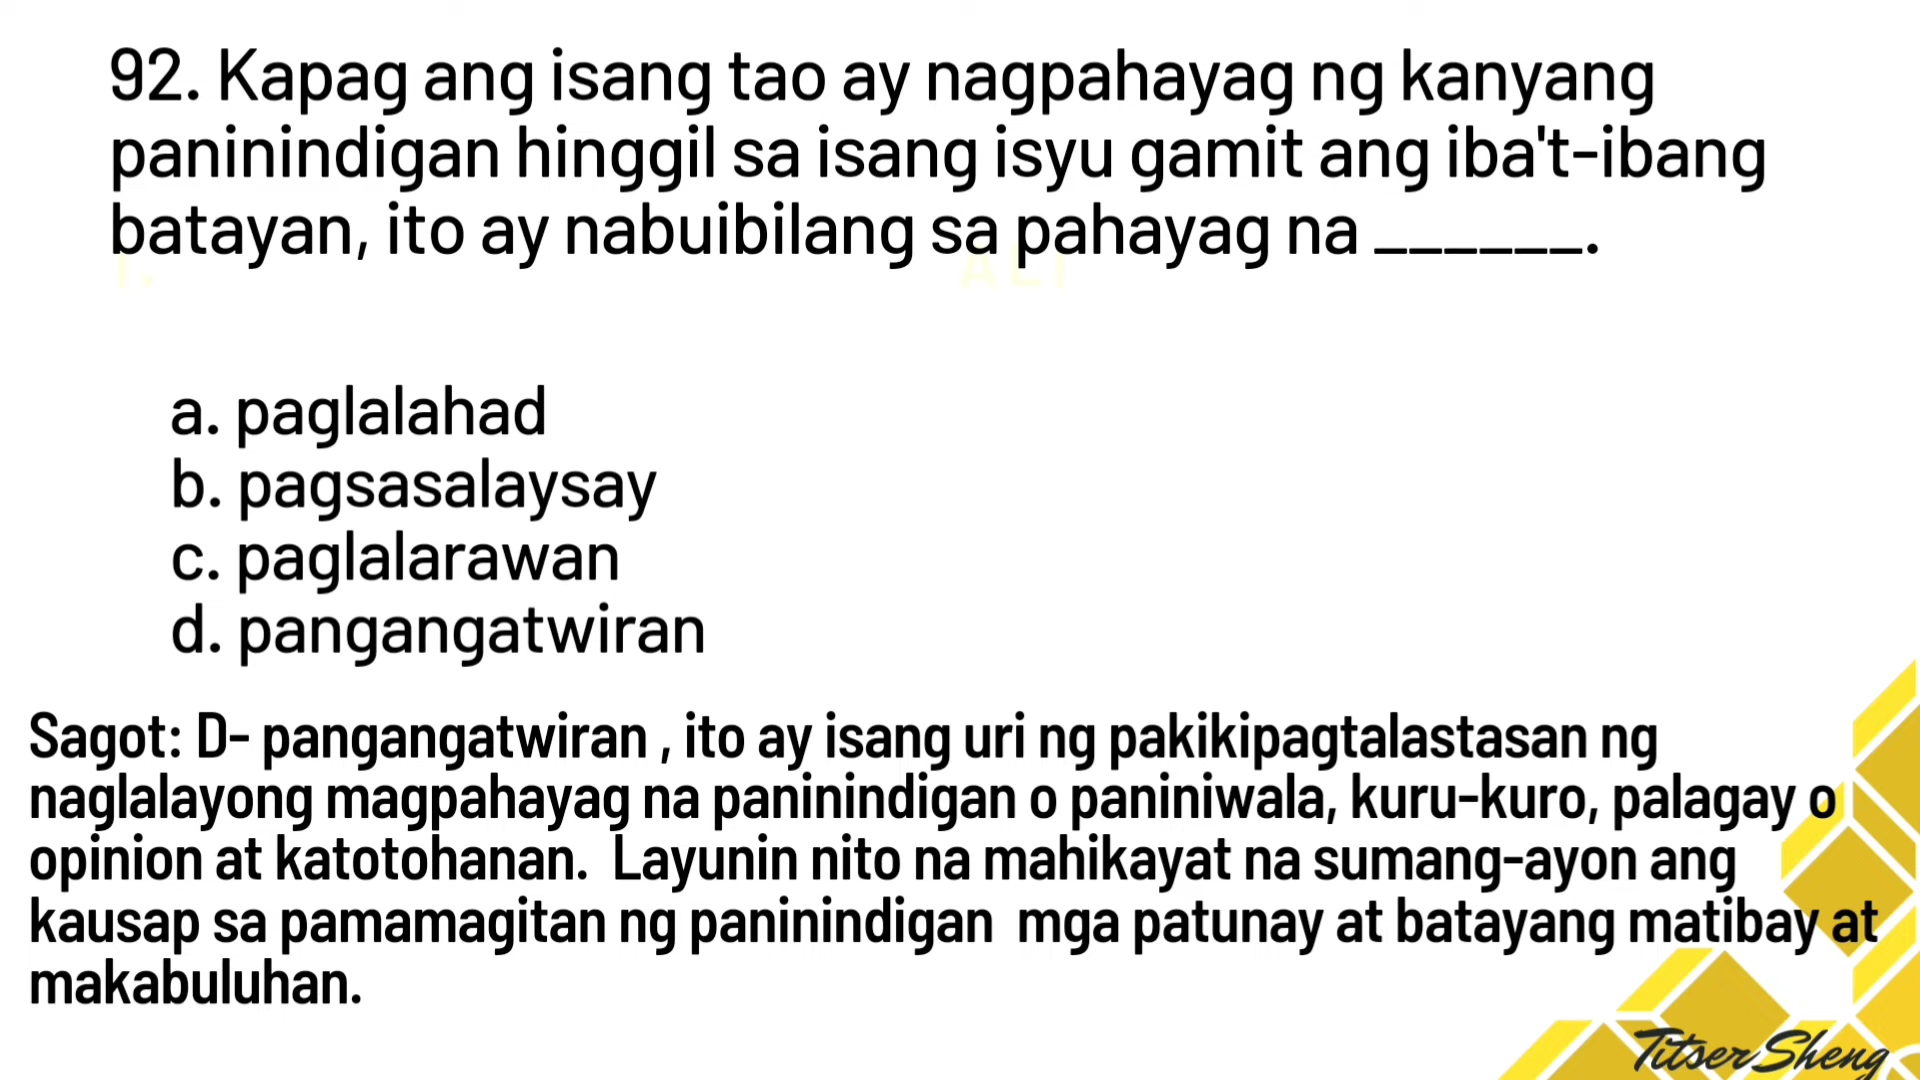 92. Kapag ang isang tao ay nagpahayag ng kanyang
paninindigan hinggil sa isang isyu gamit ang iba't-ibang
batayan, ito ay nabuibilang sa pahayag na ______.
a. paglalahad
b. pagsasalaysay
c. paglalarawan
d. pangangatwiran
Sagot: D- pangangatwiran , ito ay isang uri ng pakikipagtalastasan ng
naglalayong magpahayag na paninindigan o paniniwala, kuru-kuro, palagay o
opinion at katotohanan.  Layunin nito na mahikayat na sumang-ayon ang
kausap sa pamamagitan ng paninindigan  mga patunay at batayang matibay at
makabuluhan.
Titser Sheng